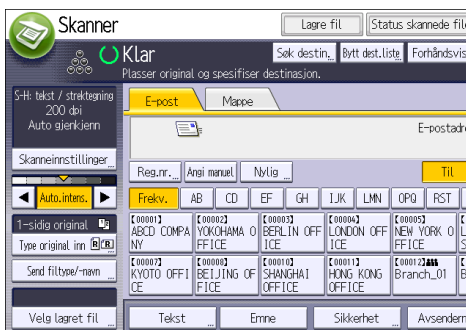 Skanner
Lagre fil
Status skannede file
Klar
Søk destin.
Bytt dest.liste
Forhåndsvis
Plasser original og spesifiser destinasjon.
S-H: tekst / strektegning
200 dpi
Auto gjenkjenn
Skanneinnstillinger
Auto.intens.
1-sidig original
Type original inn
Send filtype/-navn
Velg lagret fil
E-post
Mappe
E-postadre
Reg.nr.
Angi manuel
Nylig
Til
Frekv.
AB
CD
EF
GH
IJK
LMN
OPQ
RST
[00001]
ABCD COMPA
NY
[00002]
YOKOHAMA O
FFICE
[00003]
BERLIN OFF
ICE
[00004]
LONDON OFF
ICE
[00005]
NEW YORK O
FFICE
[00007]
KYOTO OFFI
CE
[00008]
BEIJING OF
FICE
[00010]
SHANGHAI
OFFICE
[00011]
HONG KONG
OFFICE
[00012]
Branch_01
Tekst
Emne
Sikkerhet
Avsendern